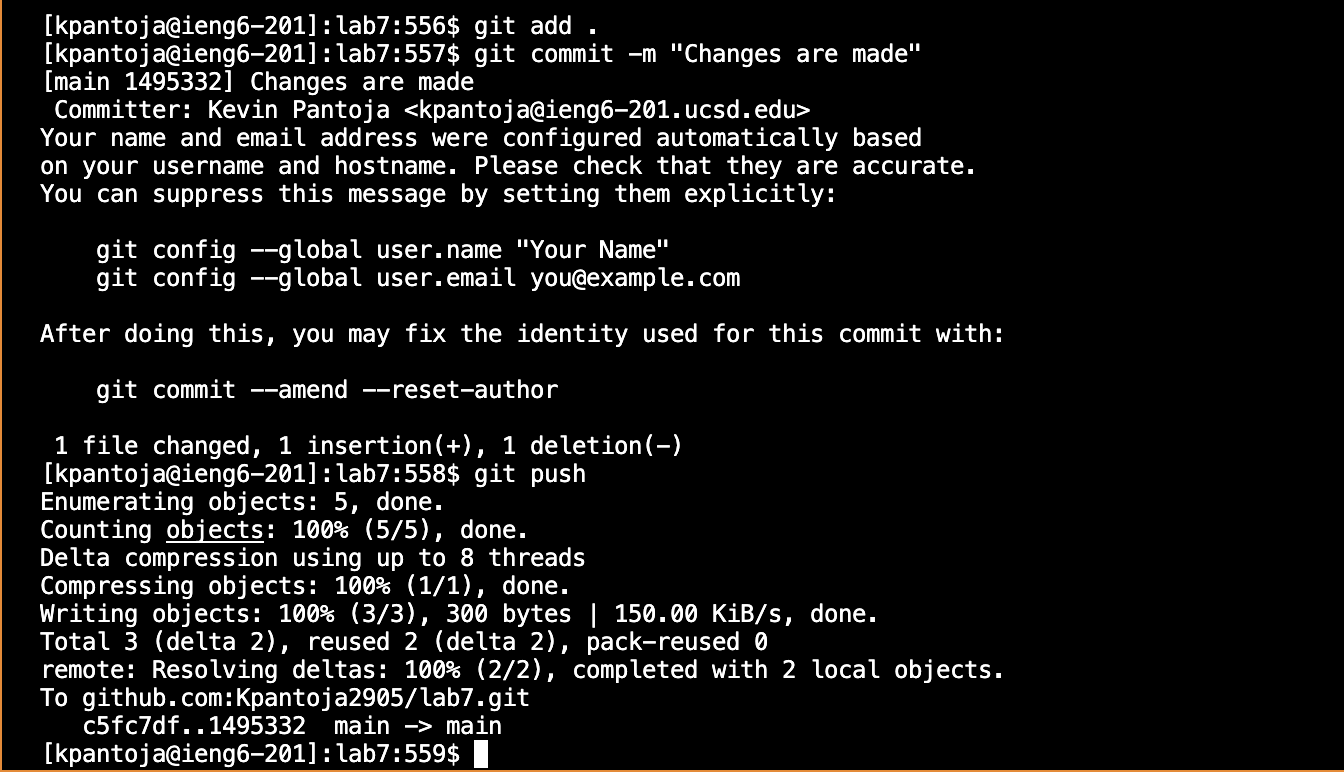 [kpantoja@ieng6-201]:lab7:556$ git add .
[kpantoja@ieng6-201]:lab7:557$ git commit -m "Changes are made"
[main 1495332] Changes are made
 Committer: Kevin Pantoja <kpantoja@ieng6-201.ucsd.edu>
Your name and email address were configured automatically based
on your username and hostname. Please check that they are accurate.
You can suppress this message by setting them explicitly:

    git config --global user.name "Your Name"
    git config --global user.email you@example.com

After doing this, you may fix the identity used for this commit with:

    git commit --amend --reset-author

 1 file changed, 1 insertion(+), 1 deletion(-)
[kpantoja@ieng6-201]:lab7:558$ git push
Enumerating objects: 5, done.
Counting objects: 100% (5/5), done.
Delta compression using up to 8 threads
Compressing objects: 100% (1/1), done.
Writing objects: 100% (3/3), 300 bytes | 150.00 KiB/s, done.
Total 3 (delta 2), reused 2 (delta 2), pack-reused 0
remote: Resolving deltas: 100% (2/2), completed with 2 local objects.
To github.com:Kpantoja2905/lab7.git
   c5fc7df..1495332  main -> main
[kpantoja@ieng6-201]:lab7:559$